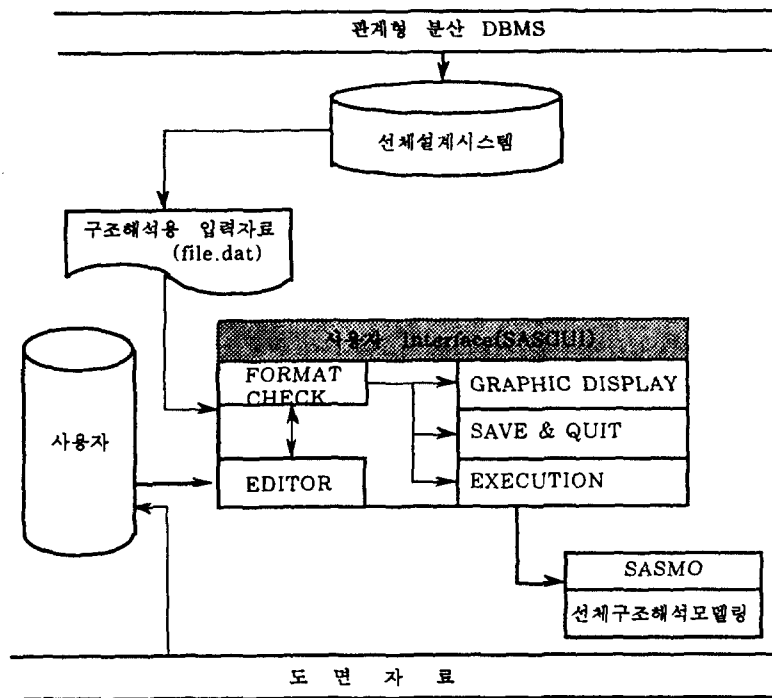 관계형 분산 DBMS
선체설계시스템
구조해석용 입력자료
(file.dat)
사용자 Interface(SASGUI)
FORMAT
CHECK
GRAPHIC DISPLAY
사용자
SAVE & QUIT
EDITOR
EXECUTION
SASMO
선체구조해석모델링
도 면 자 료